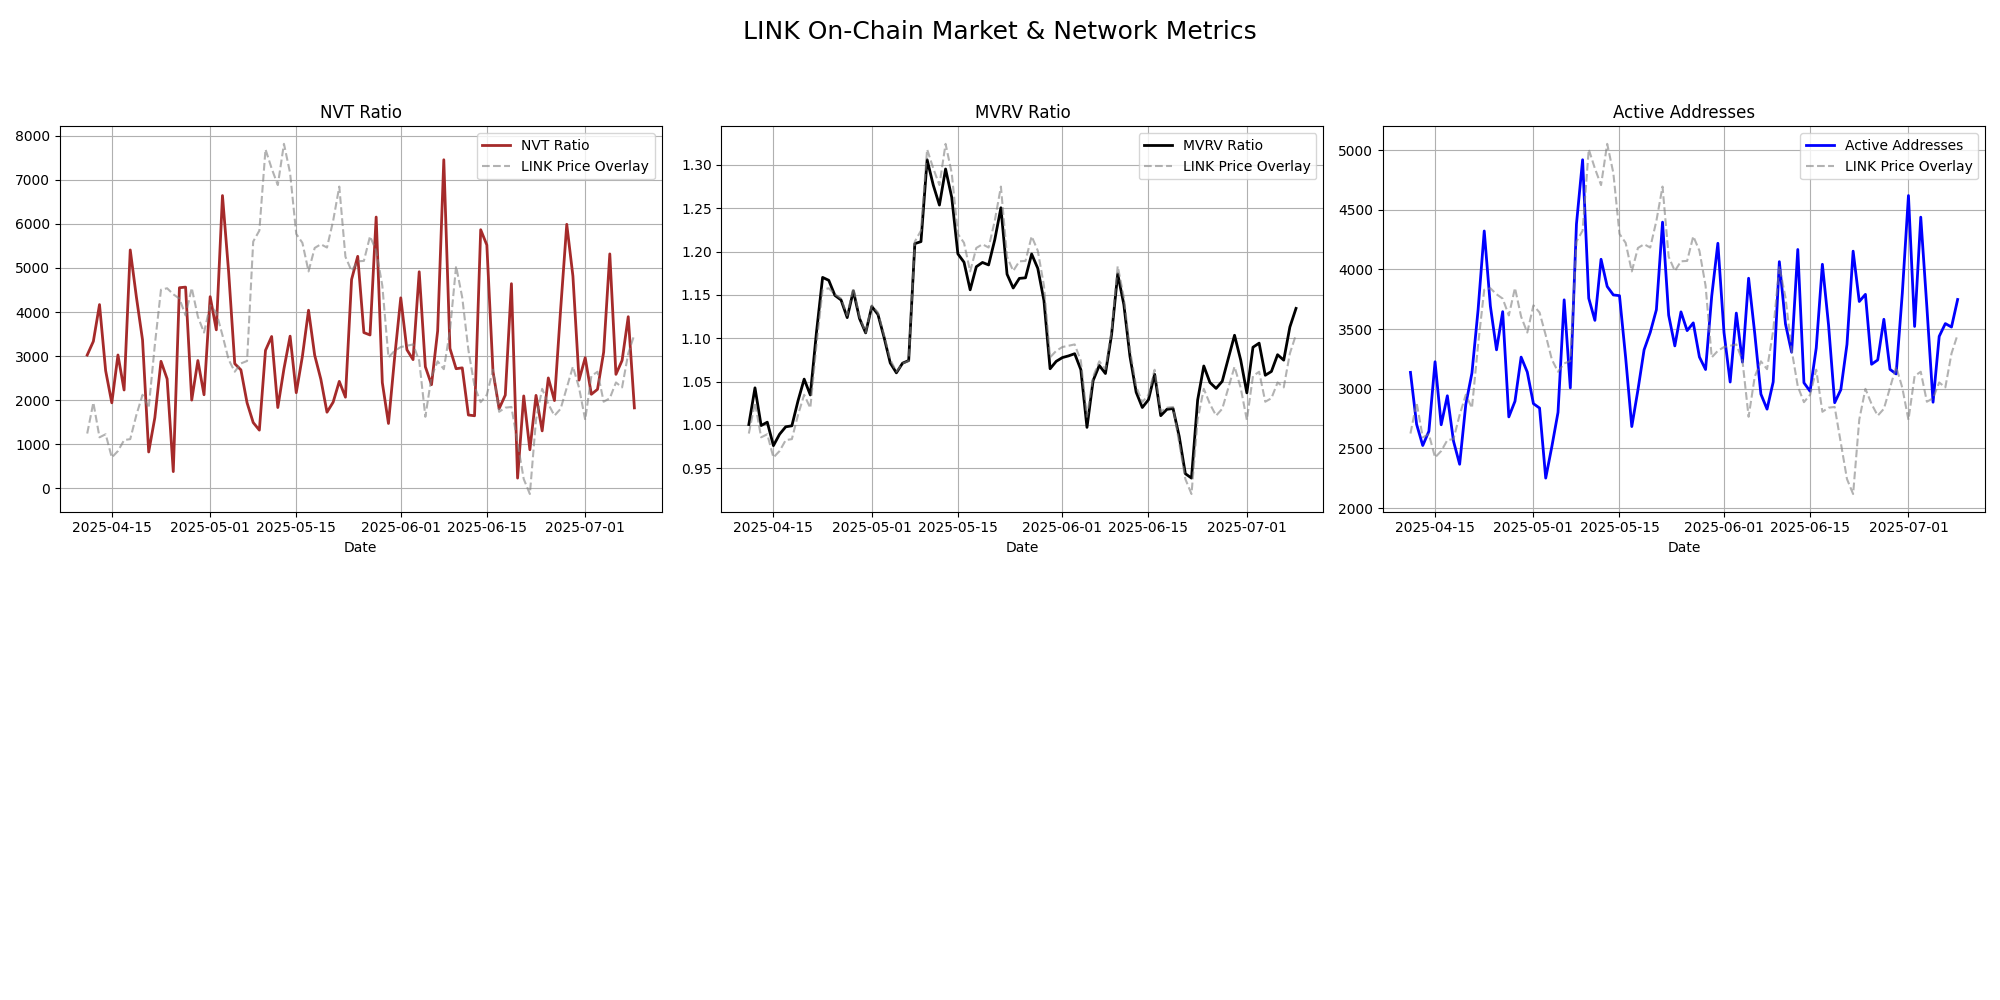 LINK On-Chain Market & Network Metrics
NVT Ratio
8000
7000
6000
5000
4000
3000
2000
1000
0
NVT Ratio
LINK Price Overlay
2025-04-15 2025-05-01 2025-05-15 2025-06-01 2025-06-15 2025-07-01
Date
MVRV Ratio
1.30
1.25
1.20
1.15
1.10
1.05
1.00
0.95
MVRV Ratio
LINK Price Overlay
2025-04-15 2025-05-01 2025-05-15 2025-06-01 2025-06-15 2025-07-01
Date
Active Addresses
5000
4500
4000
3500
3000
2500
2000
Active Addresses
LINK Price Overlay
2025-04-15 2025-05-01 2025-05-15 2025-06-01 2025-06-15 2025-07-01
Date